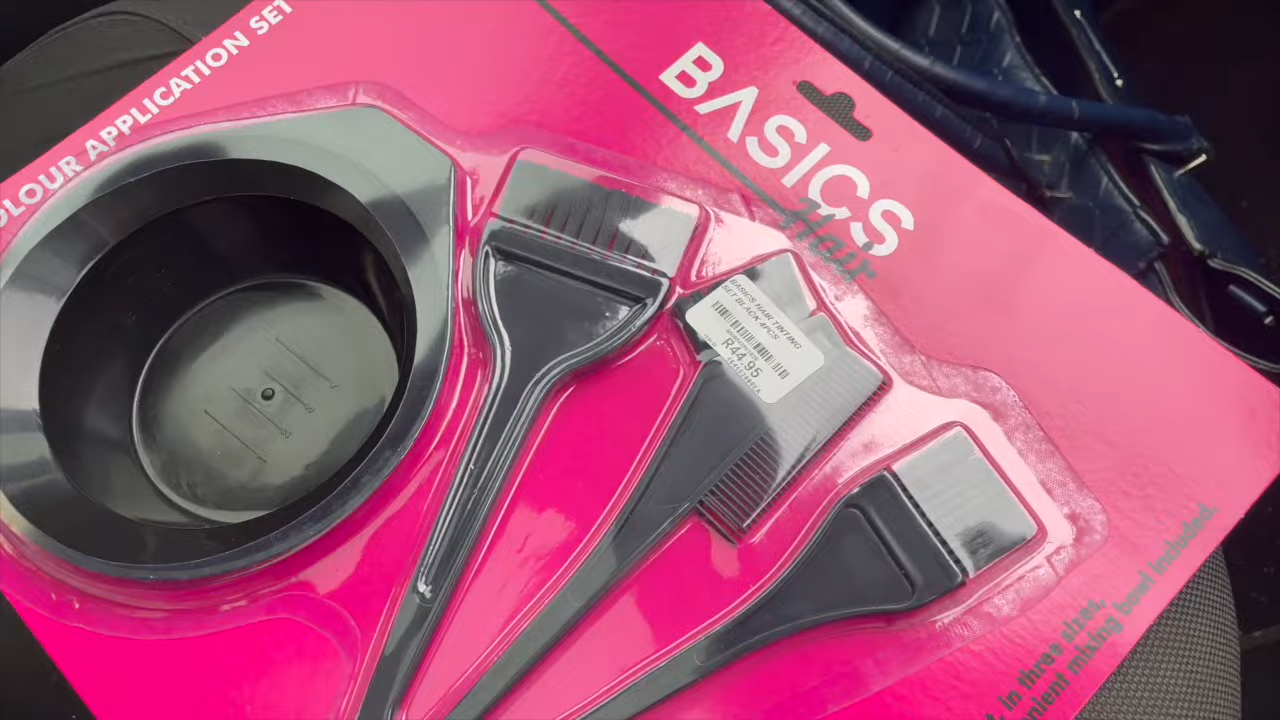 OLOUR APPLICATION SET
BASICS
Hair
BASICS HAIR TINTING
SET BLACK 4PCS
R44.95
in three sizes,
mixing bowl included.